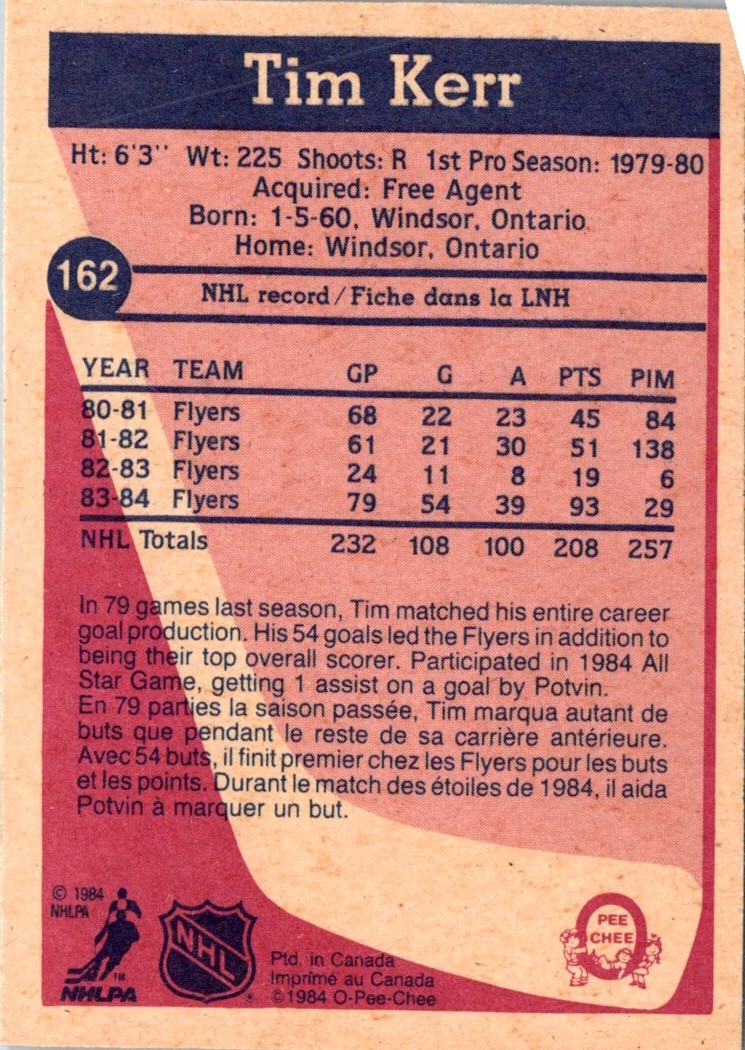 Tim Kerr
Ht: 6'3'' Wt: 225 Shoots: R 1st Pro Season: 1979-80
Acquired: Free Agent
Born: 1-5-60, Windsor, Ontario
Home: Windsor, Ontario
162
NHL record/Fiche dans la LNH
YEAR TEAM GP G A PTS PIM
80-81 Flyers 68 22 23 45 84
81-82 Flyers 61 21 30 51 138
82-83 Flyers 24 11 8 19 6
83-84 Flyers 79 54 39 93 29
NHL Totals 232 108 100 208 257
In 79 games last season, Tim matched his entire career
goal production. His 54 goals led the Flyers in addition to
being their top overall scorer. Participated in 1984 All
Star Game, getting 1 assist on a goal by Potvin.
En 79 parties la saison passée, Tim marqua autant de
buts que pendant le reste de sa carrière antérieure.
Avec 54 buts, il finit premier chez les Flyers pour les buts
et les points. Durant le match des étoiles de 1984, il aida
Potvin à marquer un but.
© 1984
NHLPA
TM
NHLPA
NHL
®
Ptd. in Canada
Imprimé au Canada
©1984 O-Pee-Chee
O
PEE
CHEE